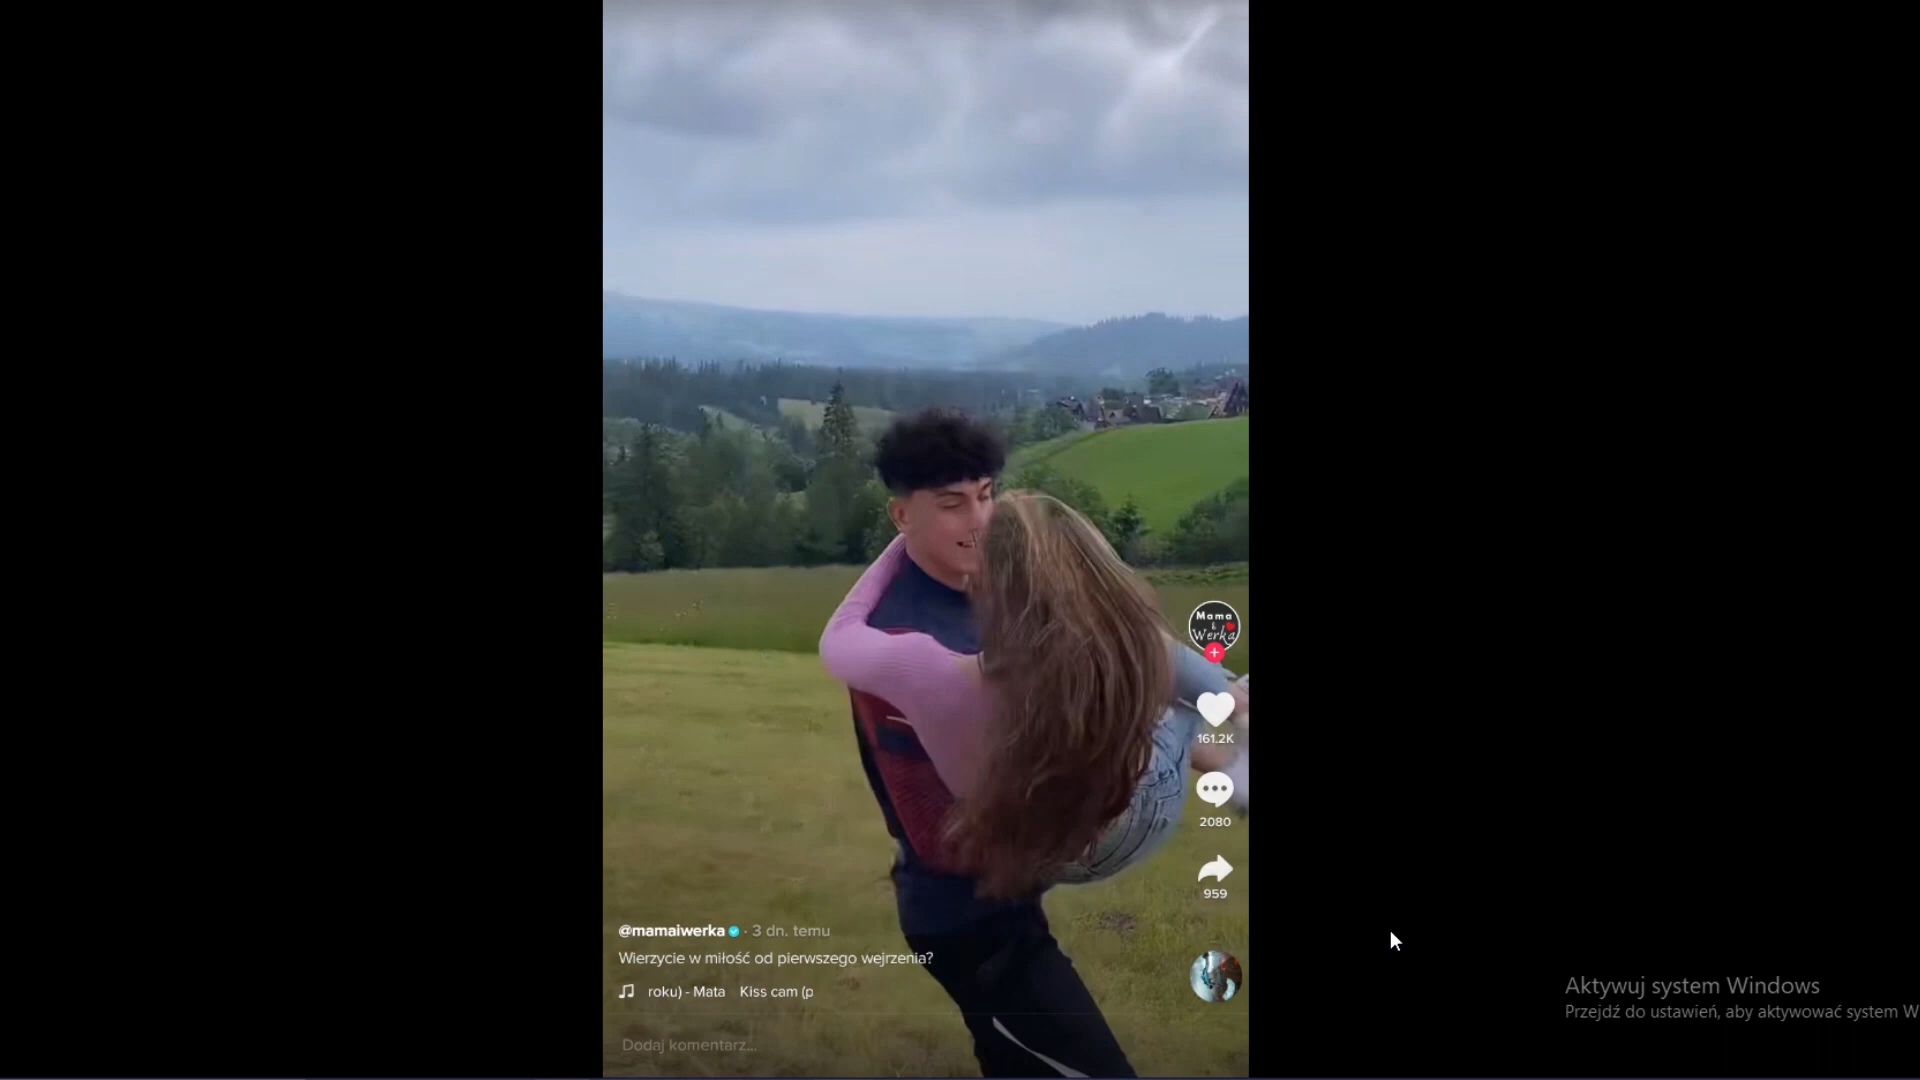 Mama
&
Werka
161.2K
2080
959
@mamaiwerka · 3 dn. temu
Wierzycie w miłość od pierwszego wejrzenia?
roku) - Mata Kiss cam (p
Dodaj komentarz...
Aktywuj system Windows
Przejdź do ustawień, aby aktywować system W